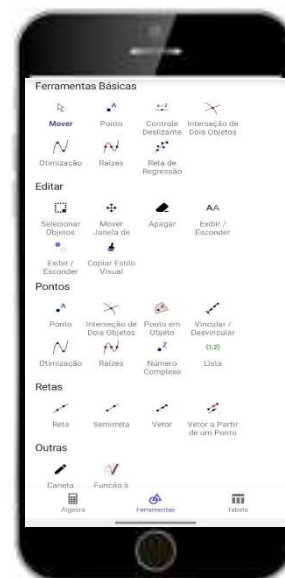 Ferramentas Básicas
Mover Ponto Controle Deslizante Interseção de Dois Objetos
Otimização Raízes Reta de Regressão
Editar
Selecionar Objetos Mover Janela de Apagar Exibir / Esconder
AA
Exibir / Esconder Copiar Estilo Visual
Pontos
Ponto Interseção de Dois Objetos Ponto em Objeto Vincular / Desvincular
{1,2}
Otimização Raízes Número Complexo Lista
Retas
Reta Semirreta Vetor Vetor a Partir de um Ponto
Outras
Caneta Função à
Álgebra Ferramentas Tabela